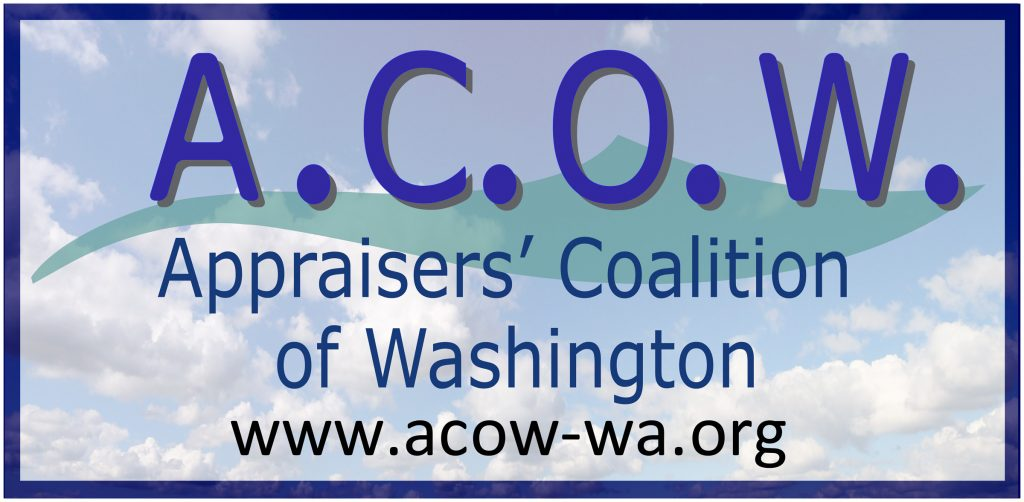 A.C.O.W.
Appraisers’ Coalition
of Washington
www.acow-wa.org